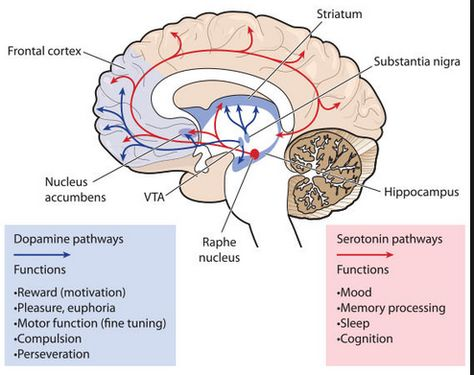 Striatum
Frontal cortex
Substantia nigra
Nucleus
accumbens
VTA
Hippocampus
Raphe
nucleus
Dopamine pathways
Functions
•Reward (motivation)
•Pleasure, euphoria
•Motor function (fine tuning)
•Compulsion
•Perseveration
Serotonin pathways
Functions
•Mood
•Memory processing
•Sleep
•Cognition